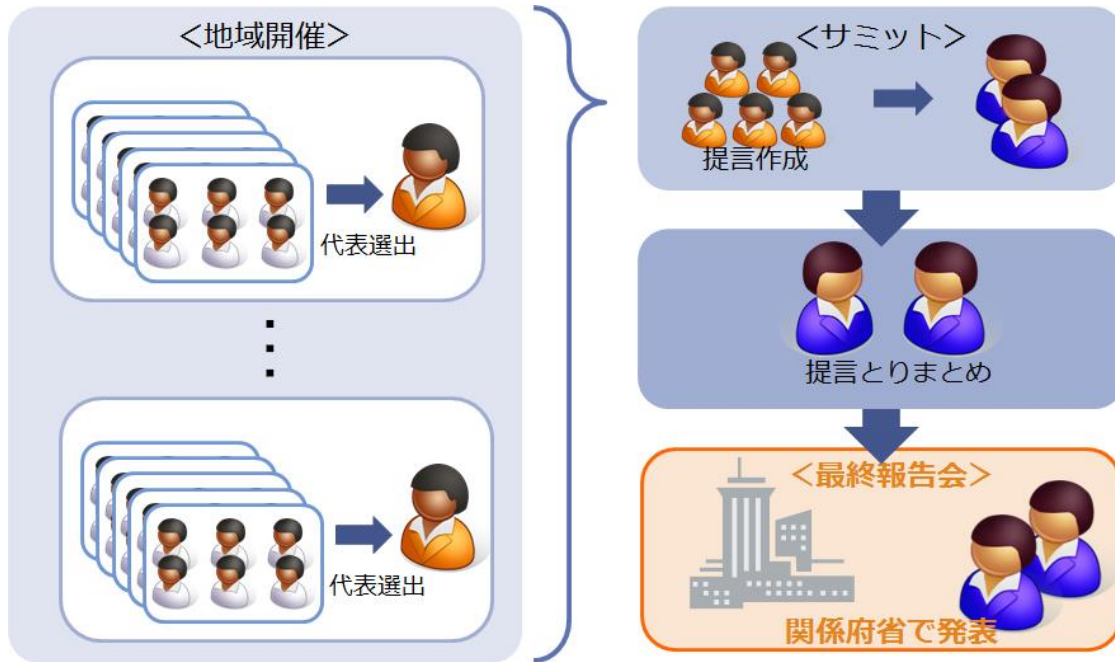 <地域開催>
代表選出
代表選出
<サミット>
提言作成
提言とりまとめ
<最終報告会>
関係府省で発表